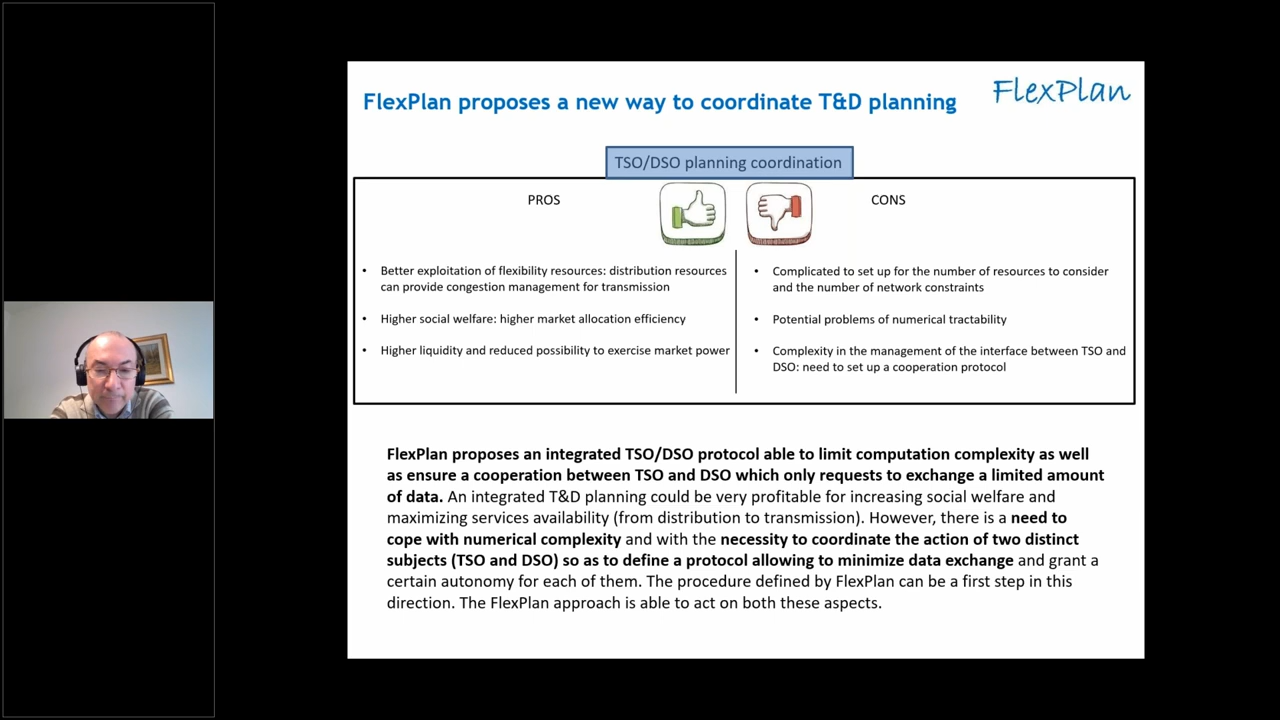 FlexPlan proposes a new way to coordinate T&D planning
FlexPlan
TSO/DSO planning coordination
PROS
CONS
• Better exploitation of flexibility resources: distribution resources
can provide congestion management for transmission
• Higher social welfare: higher market allocation efficiency
• Higher liquidity and reduced possibility to exercise market power
• Complicated to set up for the number of resources to consider
and the number of network constraints
• Potential problems of numerical tractability
• Complexity in the management of the interface between TSO and
DSO: need to set up a cooperation protocol
FlexPlan proposes an integrated TSO/DSO protocol able to limit computation complexity as well
as ensure a cooperation between TSO and DSO which only requests to exchange a limited amount
of data. An integrated T&D planning could be very profitable for increasing social welfare and
maximizing services availability (from distribution to transmission). However, there is a need to
cope with numerical complexity and with the necessity to coordinate the action of two distinct
subjects (TSO and DSO) so as to define a protocol allowing to minimize data exchange and grant a
certain autonomy for each of them. The procedure defined by FlexPlan can be a first step in this
direction. The FlexPlan approach is able to act on both these aspects.